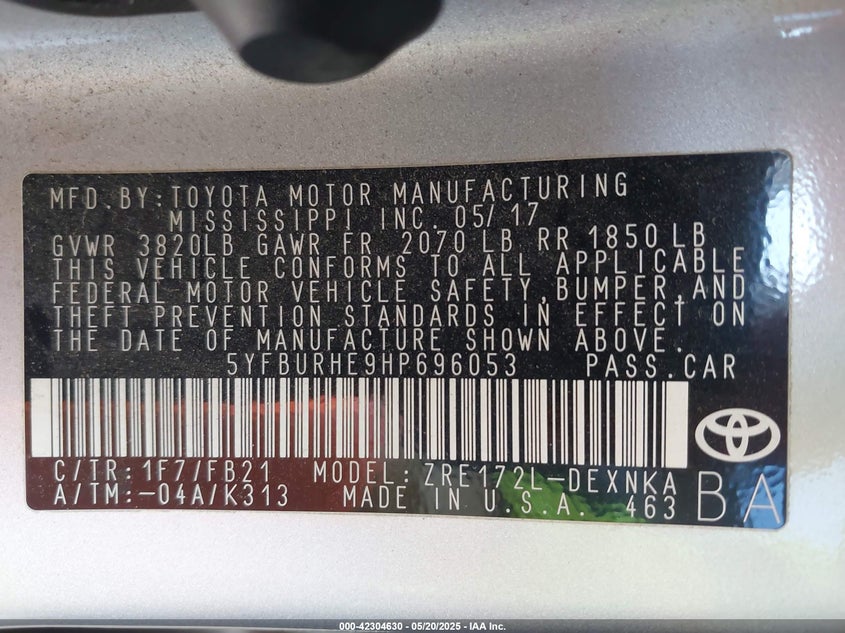 MFD. BY: TOYOTA MOTOR MANUFACTURING
MISSISSIPPI INC. 05/17
GVWR 3820LB GAWR FR 2070 LB RR 1850 LB
THIS VEHICLE CONFORMS TO ALL APPLICABLE
FEDERAL MOTOR VEHICLE SAFETY, BUMPER, AND
THEFT PREVENTION STANDARDS IN EFFECT ON
THE DATE OF MANUFACTURE SHOWN ABOVE.
5YFBURHE9HP696053 PASS. CAR
C/TR: 1F7/FB21 MODEL: ZRE172L-DEXNKA
A/TM: -04A/K313 MADE IN U.S.A. 463 BA
000-42304630 - 05/20/2025 - IAA Inc.